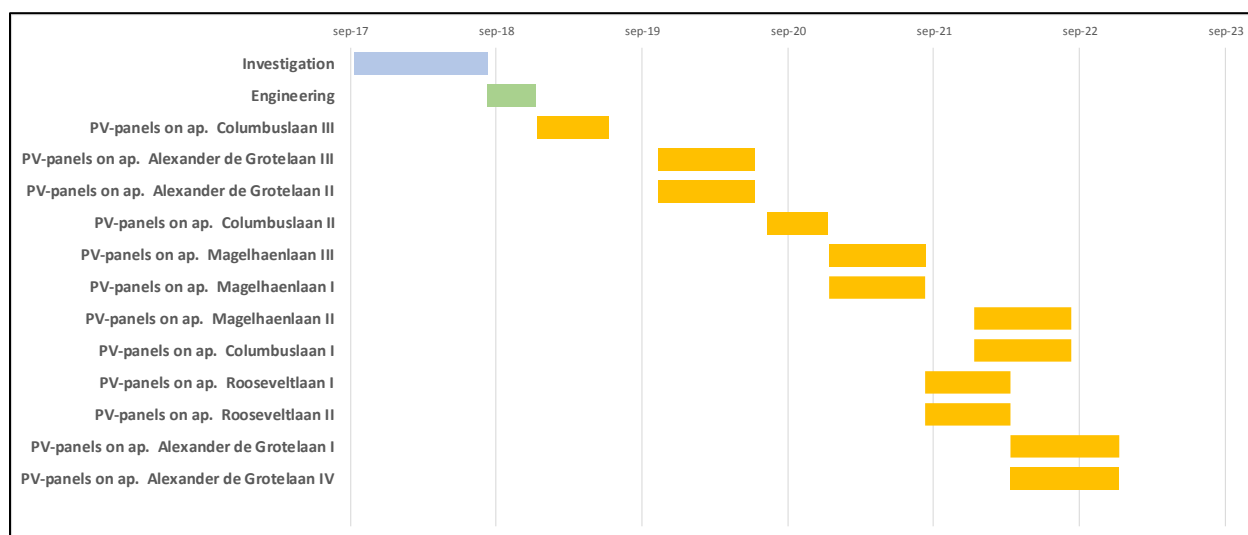 sep-17 sep-18 sep-19 sep-20 sep-21 sep-22 sep-23
Investigation
Engineering
PV-panels on ap. Columbuslaan III
PV-panels on ap. Alexander de Grotelaan III
PV-panels on ap. Alexander de Grotelaan II
PV-panels on ap. Columbuslaan II
PV-panels on ap. Magelhaenlaan III
PV-panels on ap. Magelhaenlaan I
PV-panels on ap. Magelhaenlaan II
PV-panels on ap. Columbuslaan I
PV-panels on ap. Rooseveltlaan I
PV-panels on ap. Rooseveltlaan II
PV-panels on ap. Alexander de Grotelaan I
PV-panels on ap. Alexander de Grotelaan IV